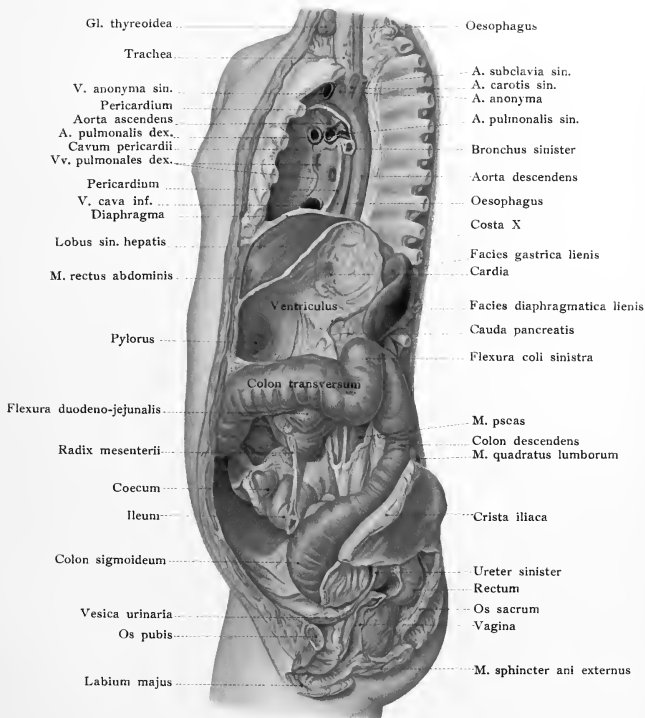 Gl. thyreoidea
Trachea
V. anonyma sin.
Pericardium
Aorta ascendens
A. pulmonalis dex.
Cavum pericardii
Vv. pulmonales dex.
Pericardium
V. cava inf.
Diaphragma
Lobus sin. hepatis
M. rectus abdominis
Pylorus
Flexura duodeno-jejunalis
Radix mesenterii
Coecum
Ileum
Colon sigmoideum
Vesica urinaria
Os pubis
Labium majus
Ventriculus
Colon transversum
Oesophagus
A. subclavia sin.
A. carotis sin.
A. anonyma
A. pulmonalis sin.
Bronchus sinister
Aorta descendens
Oesophagus
Costa X
Facies gastrica lienis
Cardia
Facies diaphragmatica lienis
Cauda pancreatis
Flexura coli sinistra
M. psoas
Colon descendens
M. quadratus lumborum
Crista iliaca
Ureter sinister
Rectum
Os sacrum
Vagina
M. sphincter ani externus